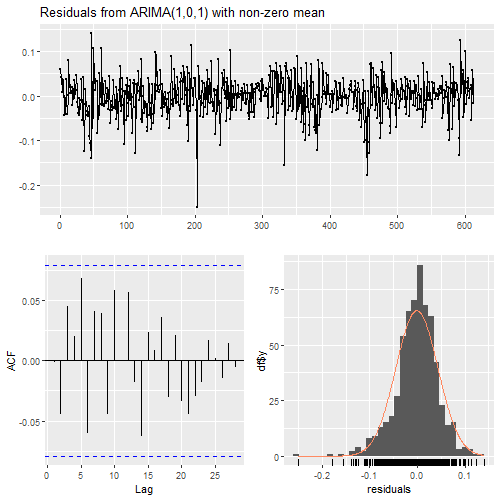 Residuals from ARIMA(1,0,1) with non-zero mean
0.1
0.0
-0.1
-0.2
0 100 200 300 400 500 600
ACF
0.05
0.00
-0.05
0 5 10 15 20 25
Lag
df$y
75
50
25
0
-0.2 -0.1 0.0 0.1
residuals